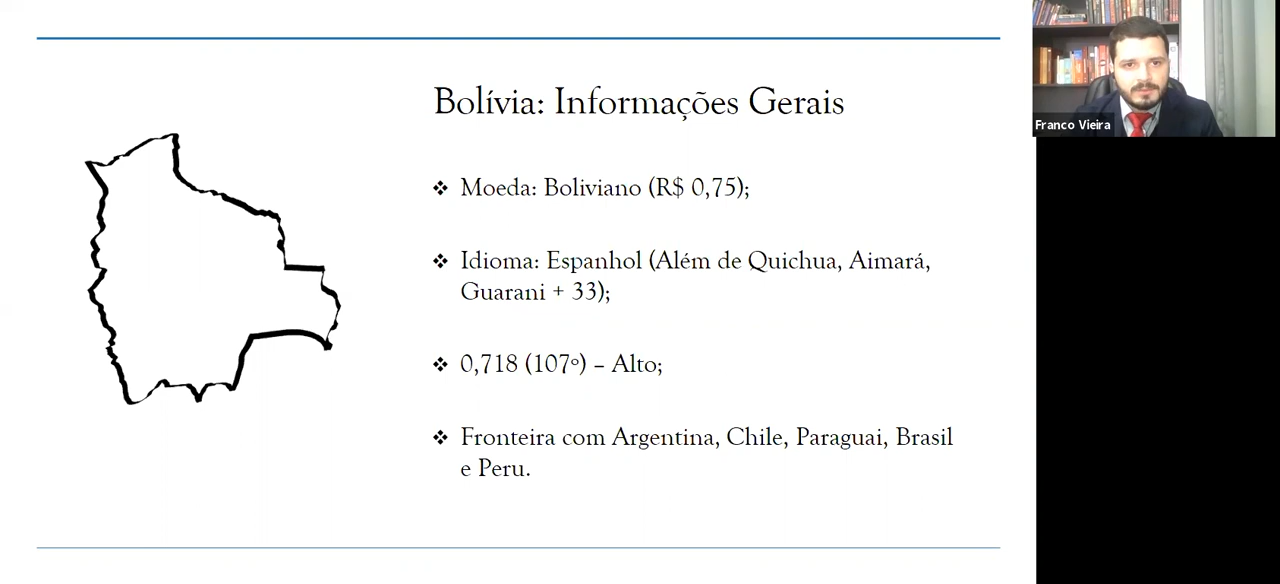 Bolívia: Informações Gerais
Moeda: Boliviano (R$ 0,75);
Idioma: Espanhol (Além de Quichua, Aimará,
Guarani + 33);
0,718 (107º) – Alto;
Fronteira com Argentina, Chile, Paraguai, Brasil
e Peru.
Franco Vieira